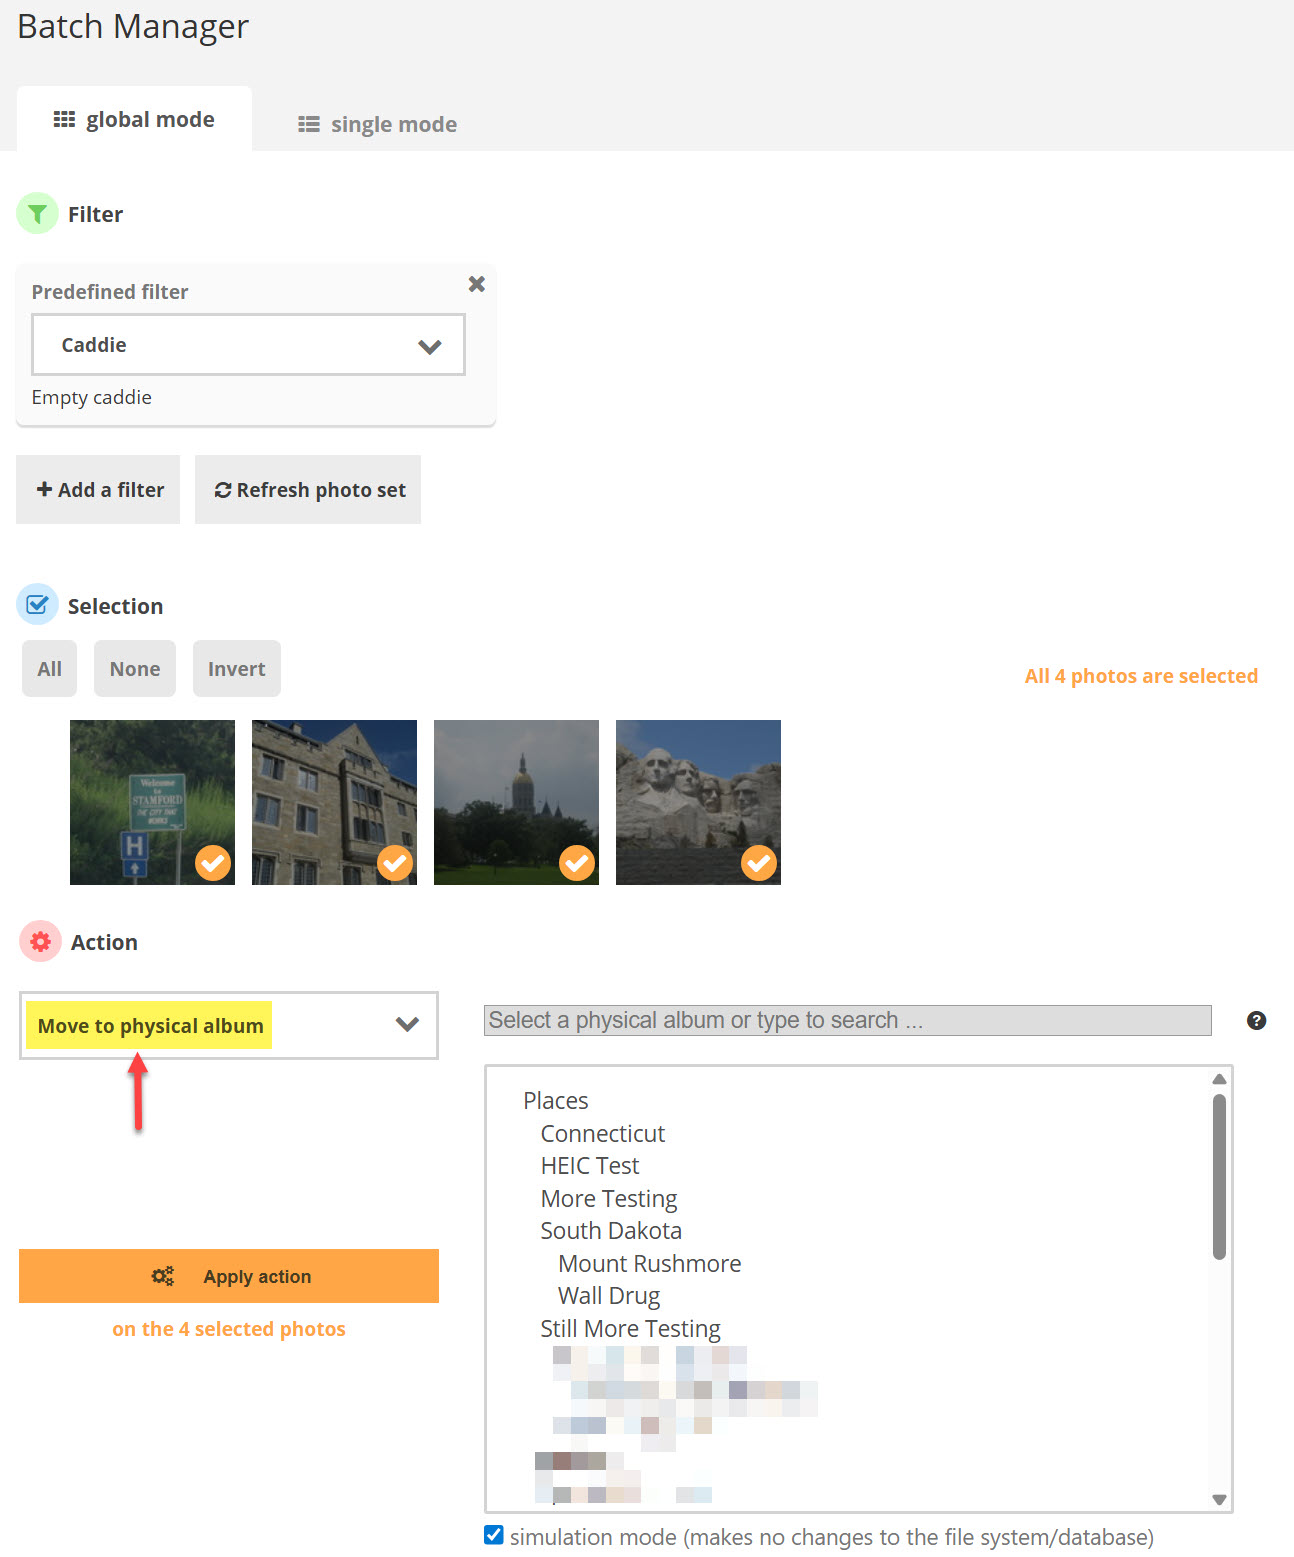 Batch Manager
global mode
single mode
Filter
Predefined filter
Caddie
Empty caddie
Add a filter
Refresh photo set
Selection
All
None
Invert
All 4 photos are selected
Welcome
to
STAMFORD
THE CITY THAT
WORKS
H
Action
Move to physical album
Select a physical album or type to search ...
?
Places
Connecticut
HEIC Test
More Testing
South Dakota
Mount Rushmore
Wall Drug
Still More Testing
Apply action
on the 4 selected photos
simulation mode (makes no changes to the file system/database)